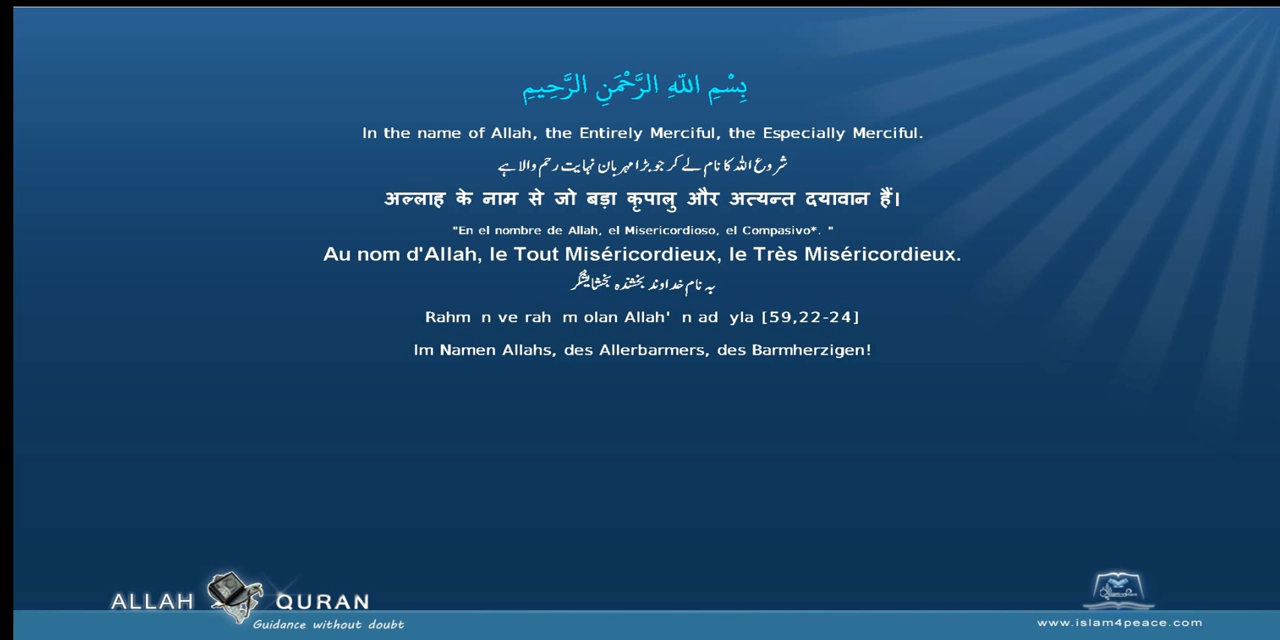 بِسْمِ اللَّهِ الرَّحْمَنِ الرَّحِيمِ
In the name of Allah, the Entirely Merciful, the Especially Merciful.
شروع الله کا نام لے کر جو بڑا مہربان نہایت رحم والا ہے
अल्लाह के नाम से जो बड़ा कृपालु और अत्यन्त दयावान हैं।
"En el nombre de Allah, el Misericordioso, el Compasivo*. "
Au nom d'Allah, le Tout Miséricordieux, le Très Miséricordieux.
به نام خداوند بخشنده بخشایشگر
Rahm n ve rah m olan Allah' n ad yla [59,22-24]
Im Namen Allahs, des Allerbarmers, des Barmherzigen!
ALLAH QURAN
Guidance without doubt
www.islam4peace.com